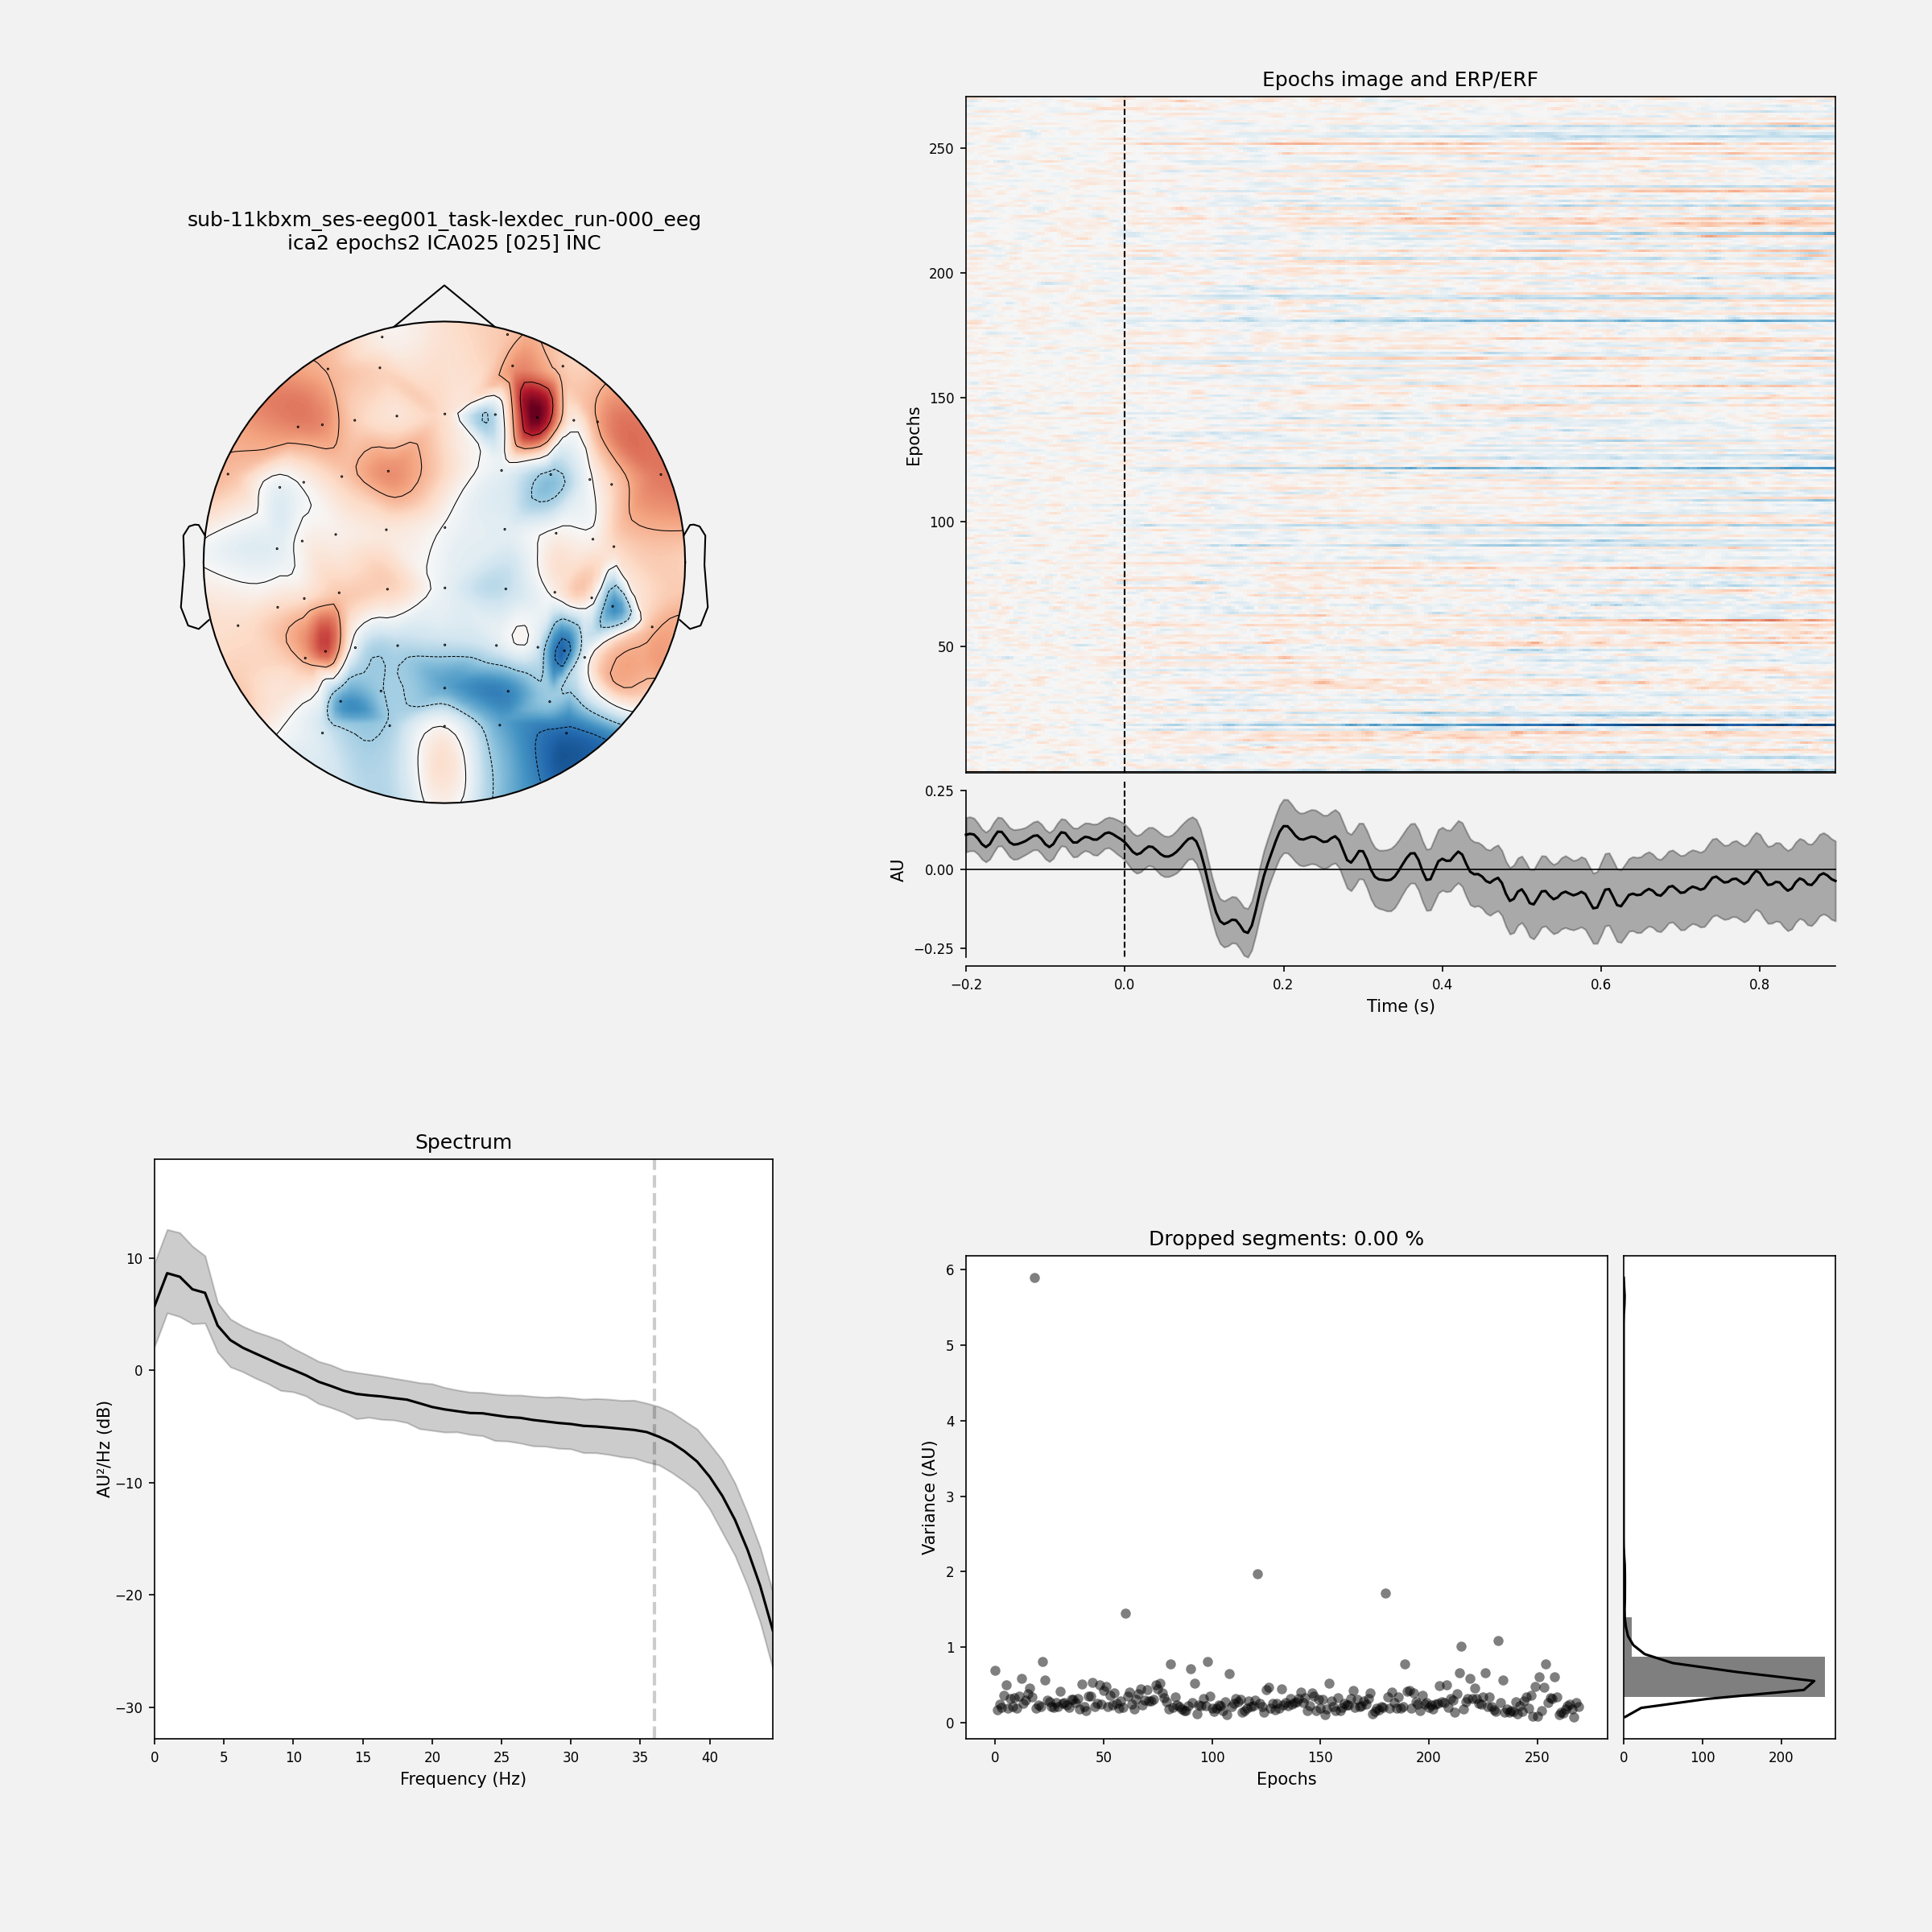 sub-11kbxm_ses-eeg001_task-lexdec_run-000_eeg
ica2 epochs2 ICA025 [025] INC
Epochs image and ERP/ERF
250
200
150
100
50
Epochs
0.25
0.00
−0.25
AU
−0.2 0.0 0.2 0.4 0.6 0.8
Time (s)
Spectrum
10
0
−10
−20
−30
AU²/Hz (dB)
0 5 10 15 20 25 30 35 40
Frequency (Hz)
Dropped segments: 0.00 %
6
5
4
3
2
1
0
Variance (AU)
0 50 100 150 200 250
Epochs
0 100 200